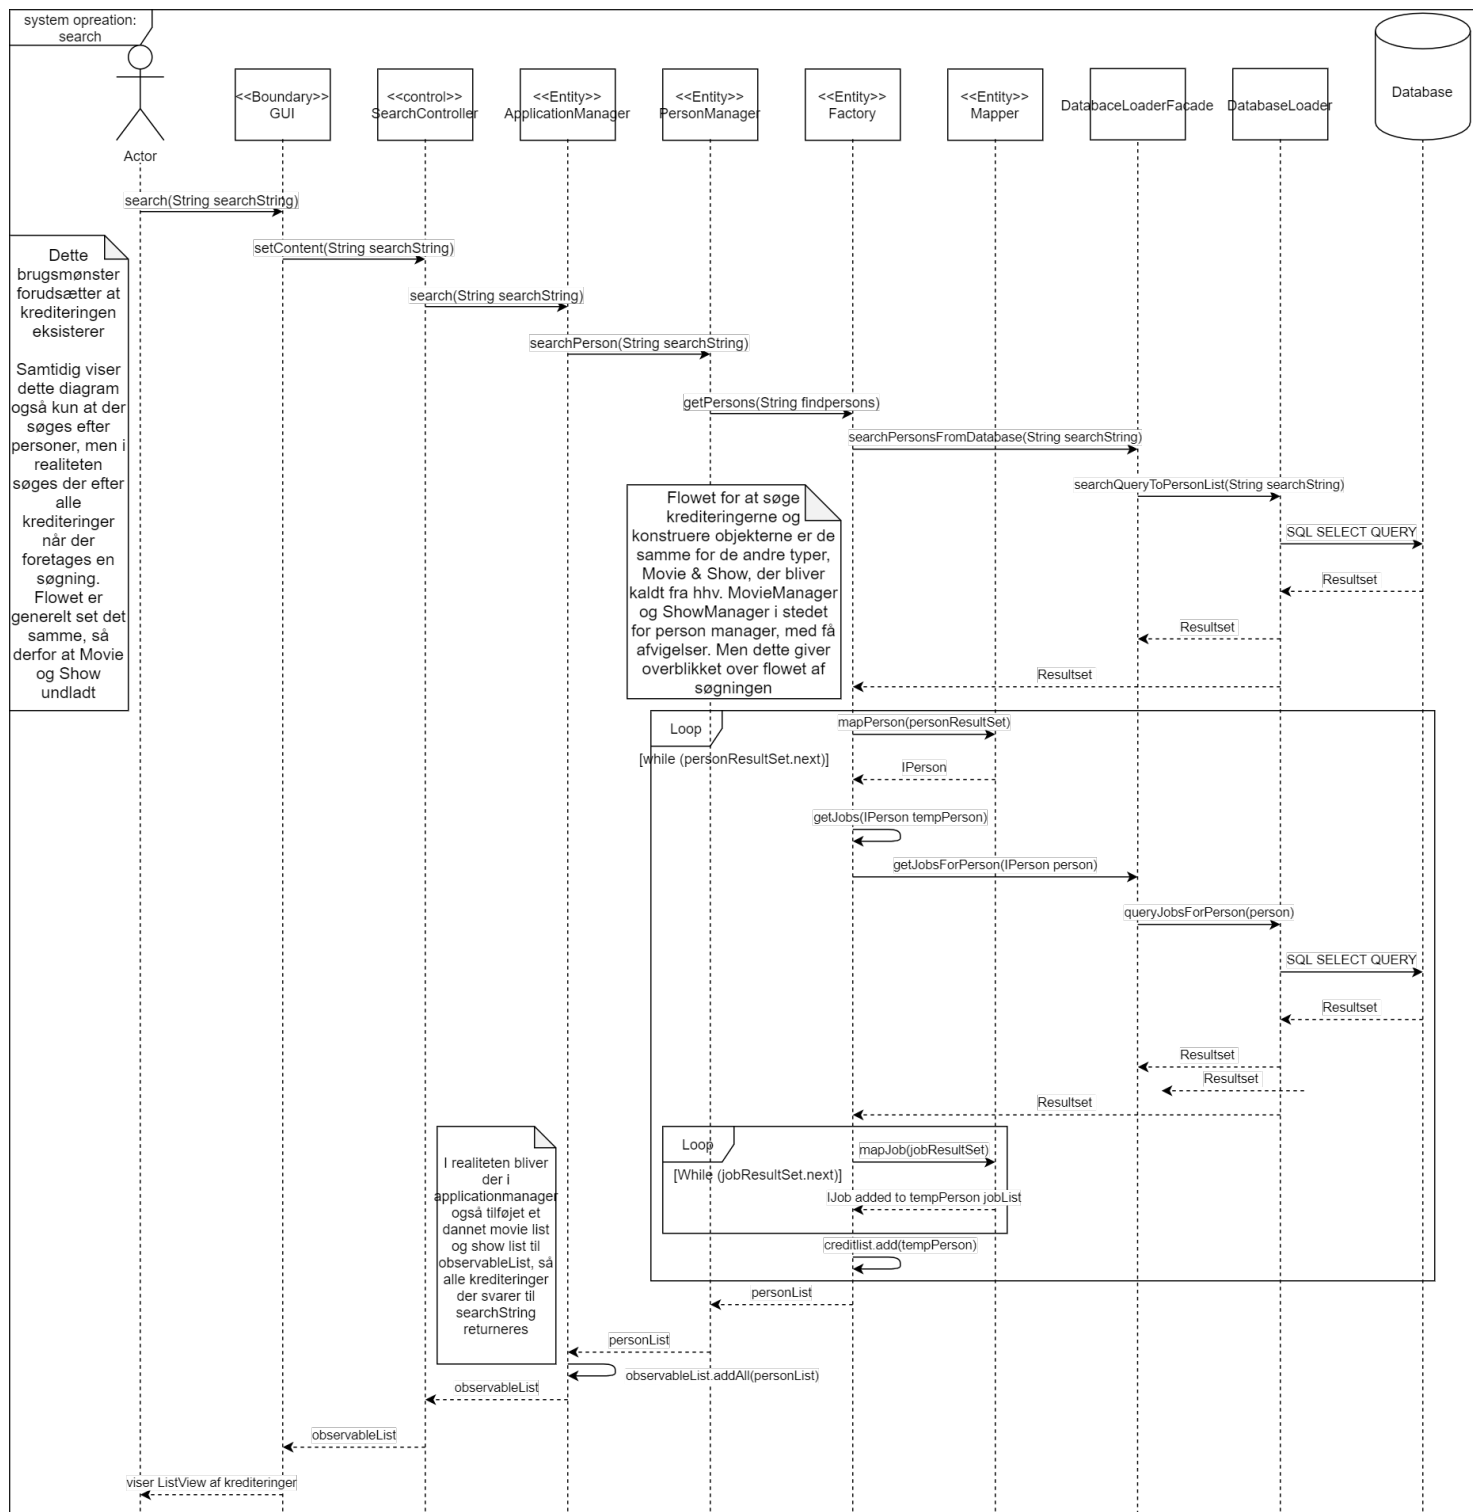 system opreation:
search
Actor
<<Boundary>>
GUI
<<control>>
SearchController
<<Entity>>
ApplicationManager
<<Entity>>
PersonManager
<<Entity>>
Factory
<<Entity>>
Mapper
DatabaceLoaderFacade
DatabaseLoader
Database
search(String searchString)
setContent(String searchString)
search(String searchString)
searchPerson(String searchString)
getPersons(String findpersons)
searchPersonsFromDatabase(String searchString)
searchQueryToPersonList(String searchString)
SQL SELECT QUERY
Resultset
Resultset
Resultset
Dette
brugsmønster
forudsætter at
krediteringen
eksisterer
Samtidig viser
dette diagram
også kun at der
søges efter
personer, men i
realiteten
søges der efter
alle
krediteringer
når der
foretages en
søgning.
Flowet er
generelt set det
samme, så
derfor at Movie
og Show
undladt
Flowet for at søge
krediteringerne og
konstruere objekterne er de
samme for de andre typer,
Movie & Show, der bliver
kaldt fra hhv. MovieManager
og ShowManager i stedet
for person manager, med få
afvigelser. Men dette giver
overblikket over flowet af
søgningen
Loop
[while (personResultSet.next)]
mapPerson(personResultSet)
IPerson
getJobs(IPerson tempPerson)
getJobsForPerson(IPerson person)
queryJobsForPerson(person)
SQL SELECT QUERY
Resultset
Resultset
Resultset
Resultset
Loop
[While (jobResultSet.next)]
mapJob(jobResultSet)
IJob added to tempPerson jobList
creditlist.add(tempPerson)
I realiteten bliver
der i
applicationmanager
også tilføjet et
dannet movie list
og show list til
observableList, så
alle krediteringer
der svarer til
searchString
returneres
personList
personList
observableList.addAll(personList)
observableList
observableList
viser ListView af krediteringer